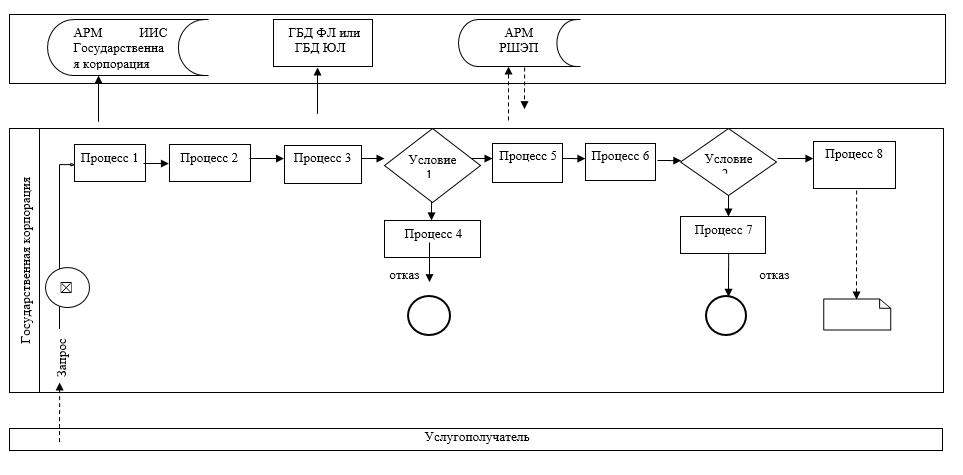 АРМ ИИС
Государственна
я корпорация
ГБД ФЛ или
ГБД ЮЛ
АРМ
РШЭП
Государственная корпорация
Процесс 1
Процесс 2
Процесс 3
Условие
1
Процесс 5
Процесс 6
Условие
2
Процесс 8
Процесс 4
Процесс 7
отказ
отказ
Запрос
Услугополучатель